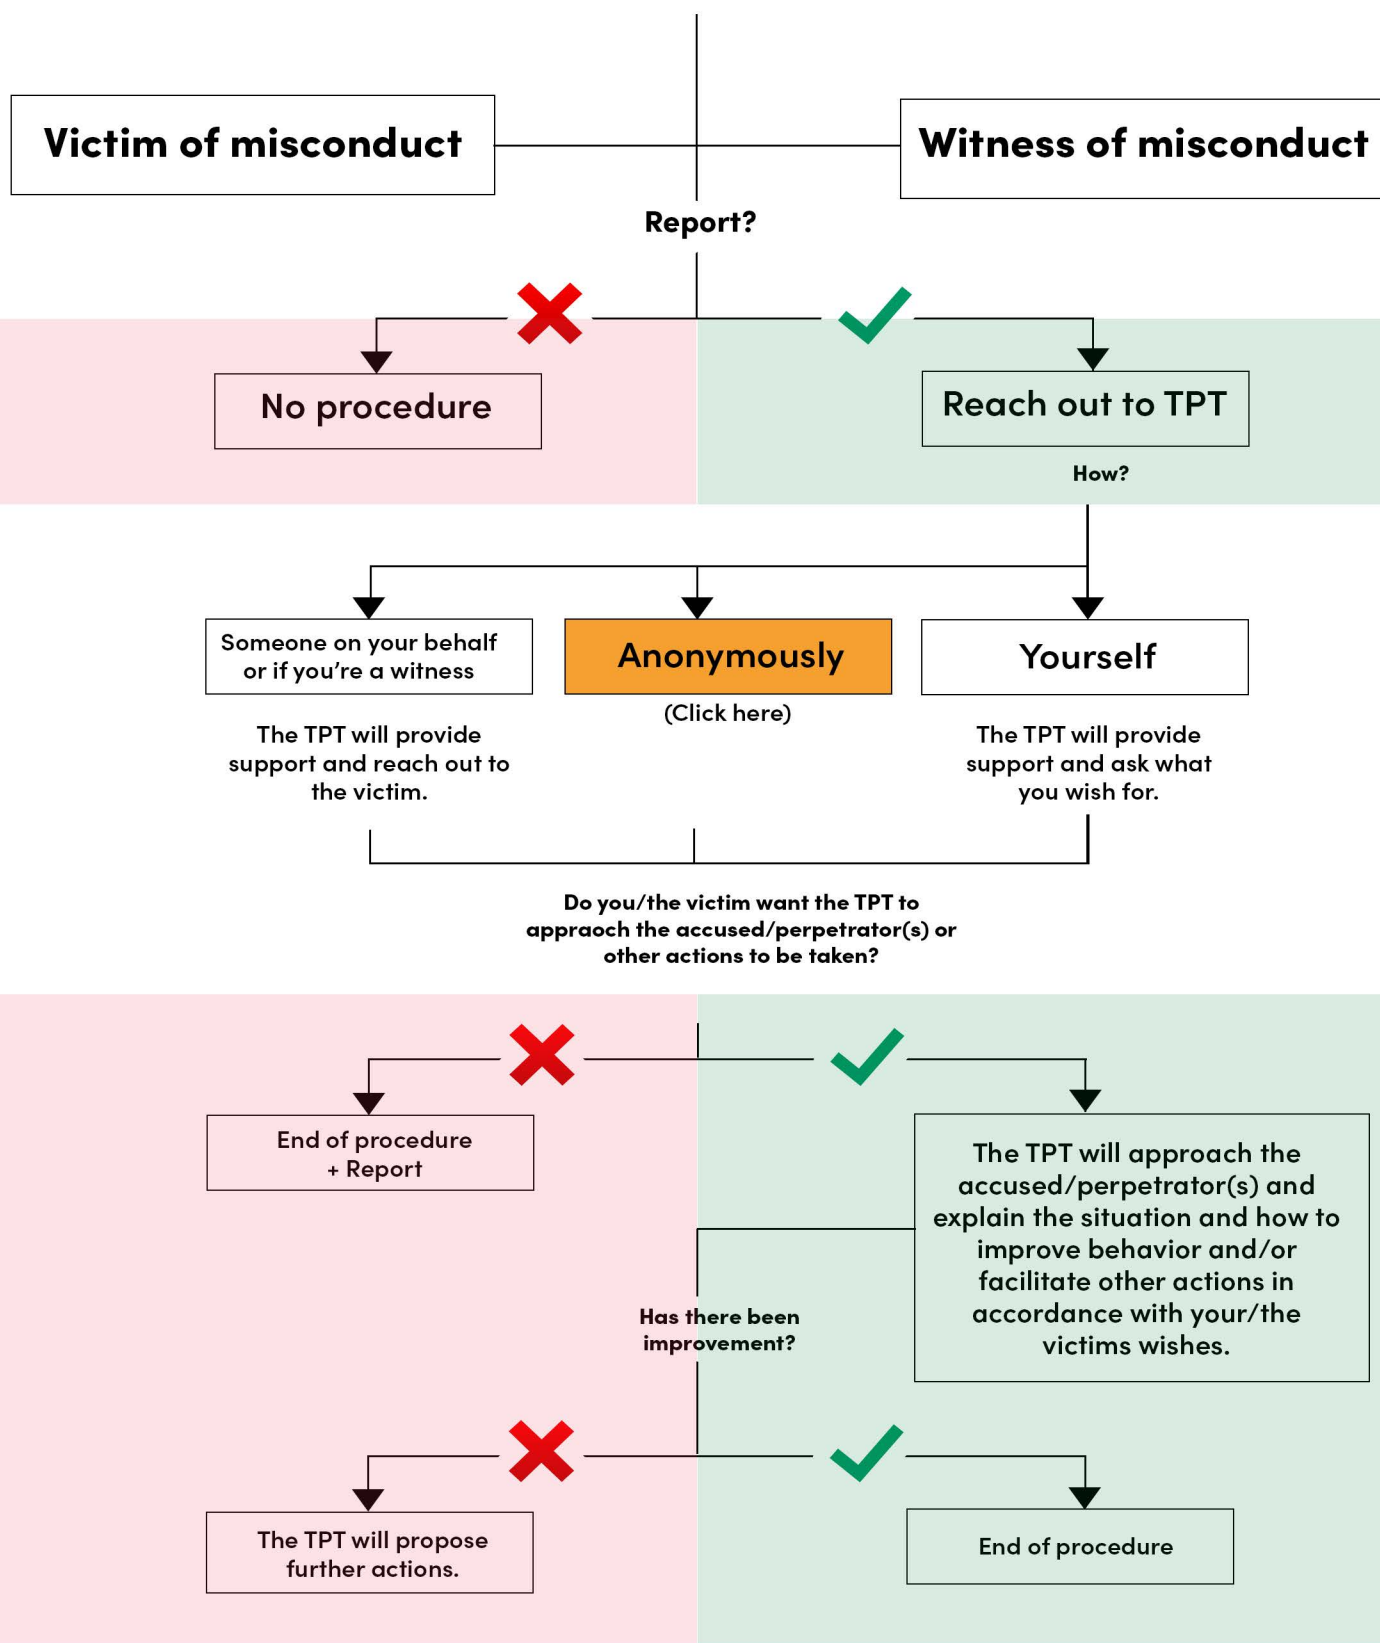 Victim of misconduct
Witness of misconduct
Report?
No procedure
Reach out to TPT
How?
Someone on your behalf
or if you're a witness
Anonymously
Yourself
(Click here)
The TPT will provide
support and reach out to
the victim.
The TPT will provide
support and ask what
you wish for.
Do you/the victim want the TPT to
appraoch the accused/perpetrator(s) or
other actions to be taken?
End of procedure
+ Report
The TPT will approach the
accused/perpetrator(s) and
explain the situation and how to
improve behavior and/or
facilitate other actions in
accordance with your/the
victims wishes.
Has there been
improvement?
The TPT will propose
further actions.
End of procedure